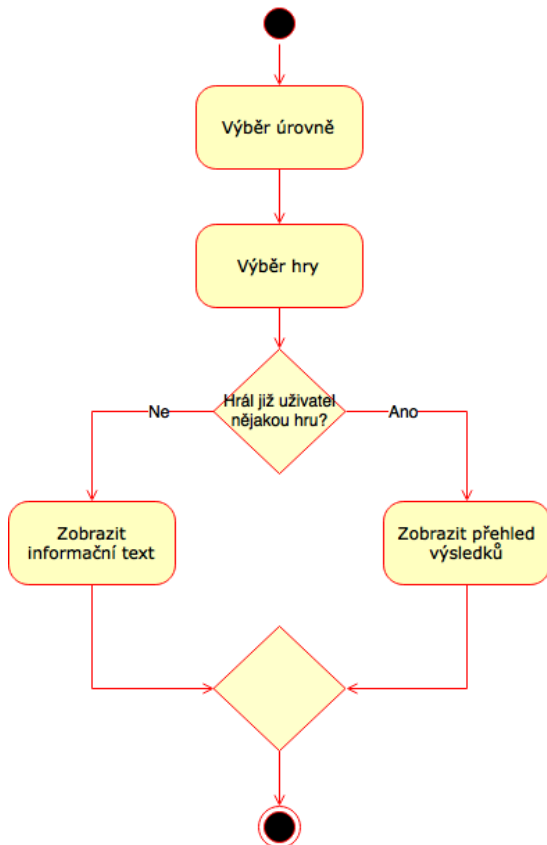 Výběr úrovně
Výběr hry
Hrál již uživatel
nějakou hru?
Ne
Ano
Zobrazit
informační text
Zobrazit přehled
výsledků